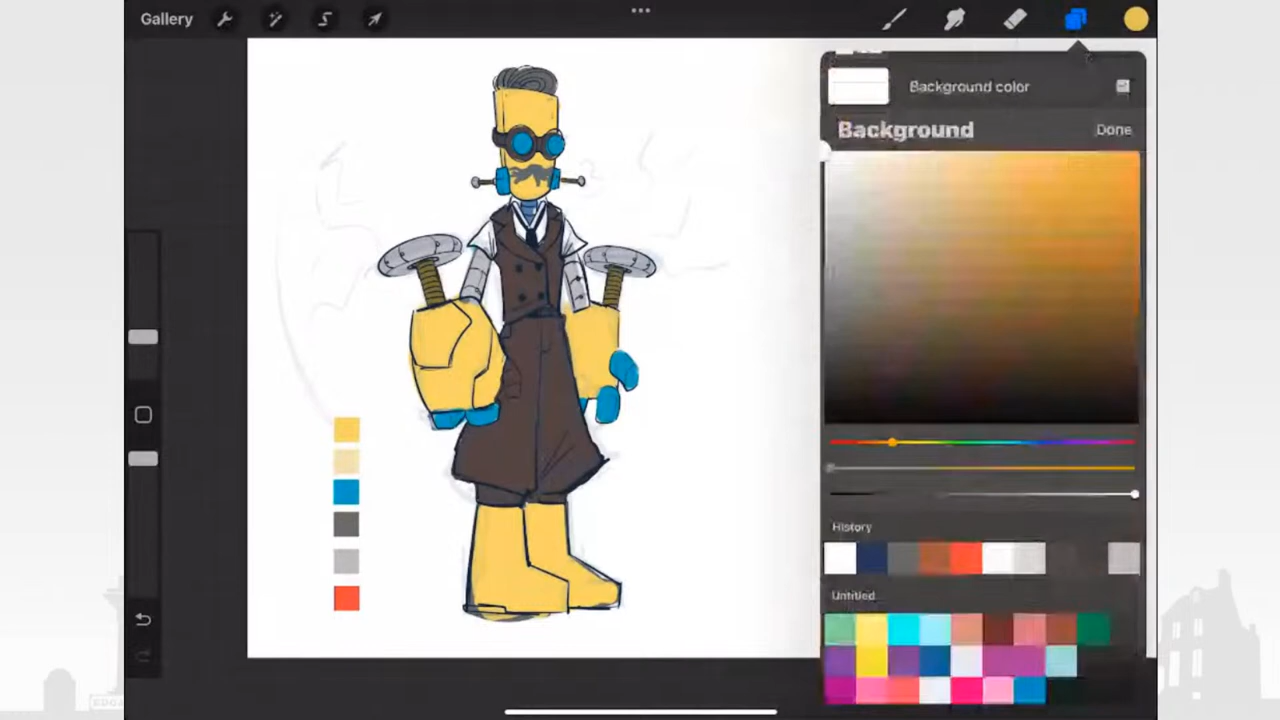 Gallery
Background color
Background
Done
History
Untitled